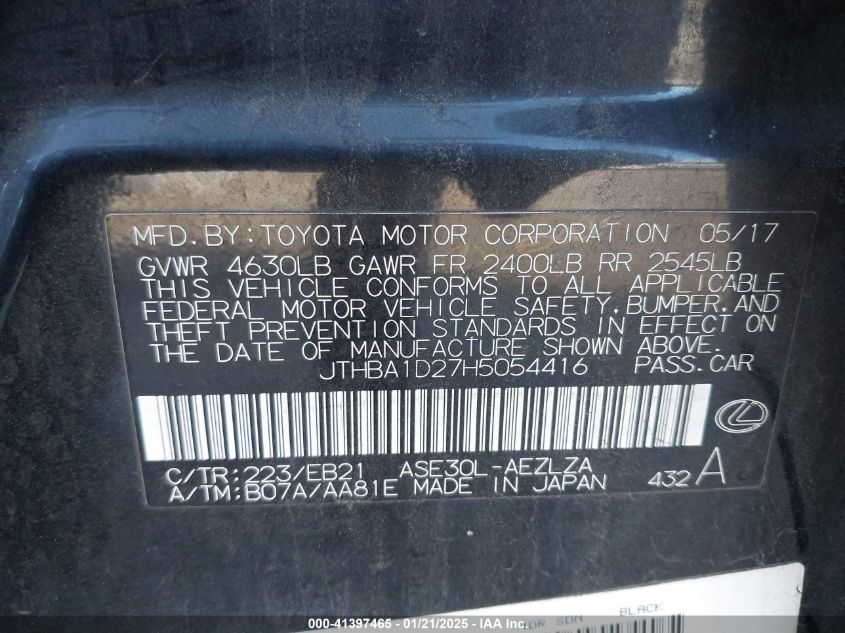 MFD.BY:TOYOTA MOTOR CORPORATION 05/17
GVWR 4630LB GAWR FR 2400LB RR 2545LB
THIS VEHICLE CONFORMS TO ALL APPLICABLE
FEDERAL MOTOR VEHICLE SAFETY,BUMPER,AND
THEFT PREVENTION STANDARDS IN EFFECT ON
THE DATE OF MANUFACTURE SHOWN ABOVE.
JTHBA1D27H5054416 PASS.CAR
C/TR:223/EB21 ASE30L-AEZLZA
A/TM:B07A/AA81E MADE IN JAPAN 432 A
SDN BLACK
000-41397465 - 01/21/2025 - IAA Inc.